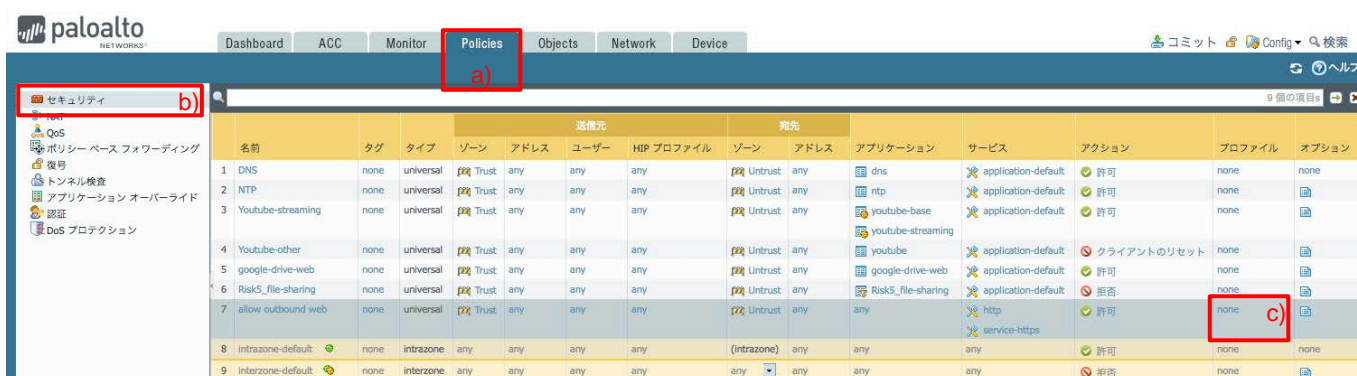 paloalto
NETWORKS
Dashboard ACC Monitor Policies Objects Network Device
コミット Config 検索
a)
ヘルプ
セキュリティ b)
9 個の項目s
NAT
QoS
ポリシー ベース フォワーディング
復号
トンネル検査
アプリケーション オーバーライド
認証
DoS プロテクション
送信元 宛先
名前 タグ タイプ ゾーン アドレス ユーザー HIP プロファイル ゾーン アドレス アプリケーション サービス アクション プロファイル オプション
1 DNS none universal Trust any any any Untrust any dns application-default 許可 none none
2 NTP none universal Trust any any any Untrust any ntp application-default 許可 none
3 Youtube-streaming none universal Trust any any any Untrust any youtube-base application-default 許可 none
youtube-streaming
4 Youtube-other none universal Trust any any any Untrust any youtube application-default クライアントのリセット none
5 google-drive-web none universal Trust any any any Untrust any google-drive-web application-default 許可 none
6 Risk5_file-sharing none universal Trust any any any Untrust any Risk5_file-sharing application-default 拒否 none
7 allow outbound web none universal Trust any any any Untrust any any http 許可 none c)
service-https
8 intrazone-default none intrazone any any any any (intrazone) any any any 許可 none none
9 interzone-default none interzone any any any any any any any any 拒否 none